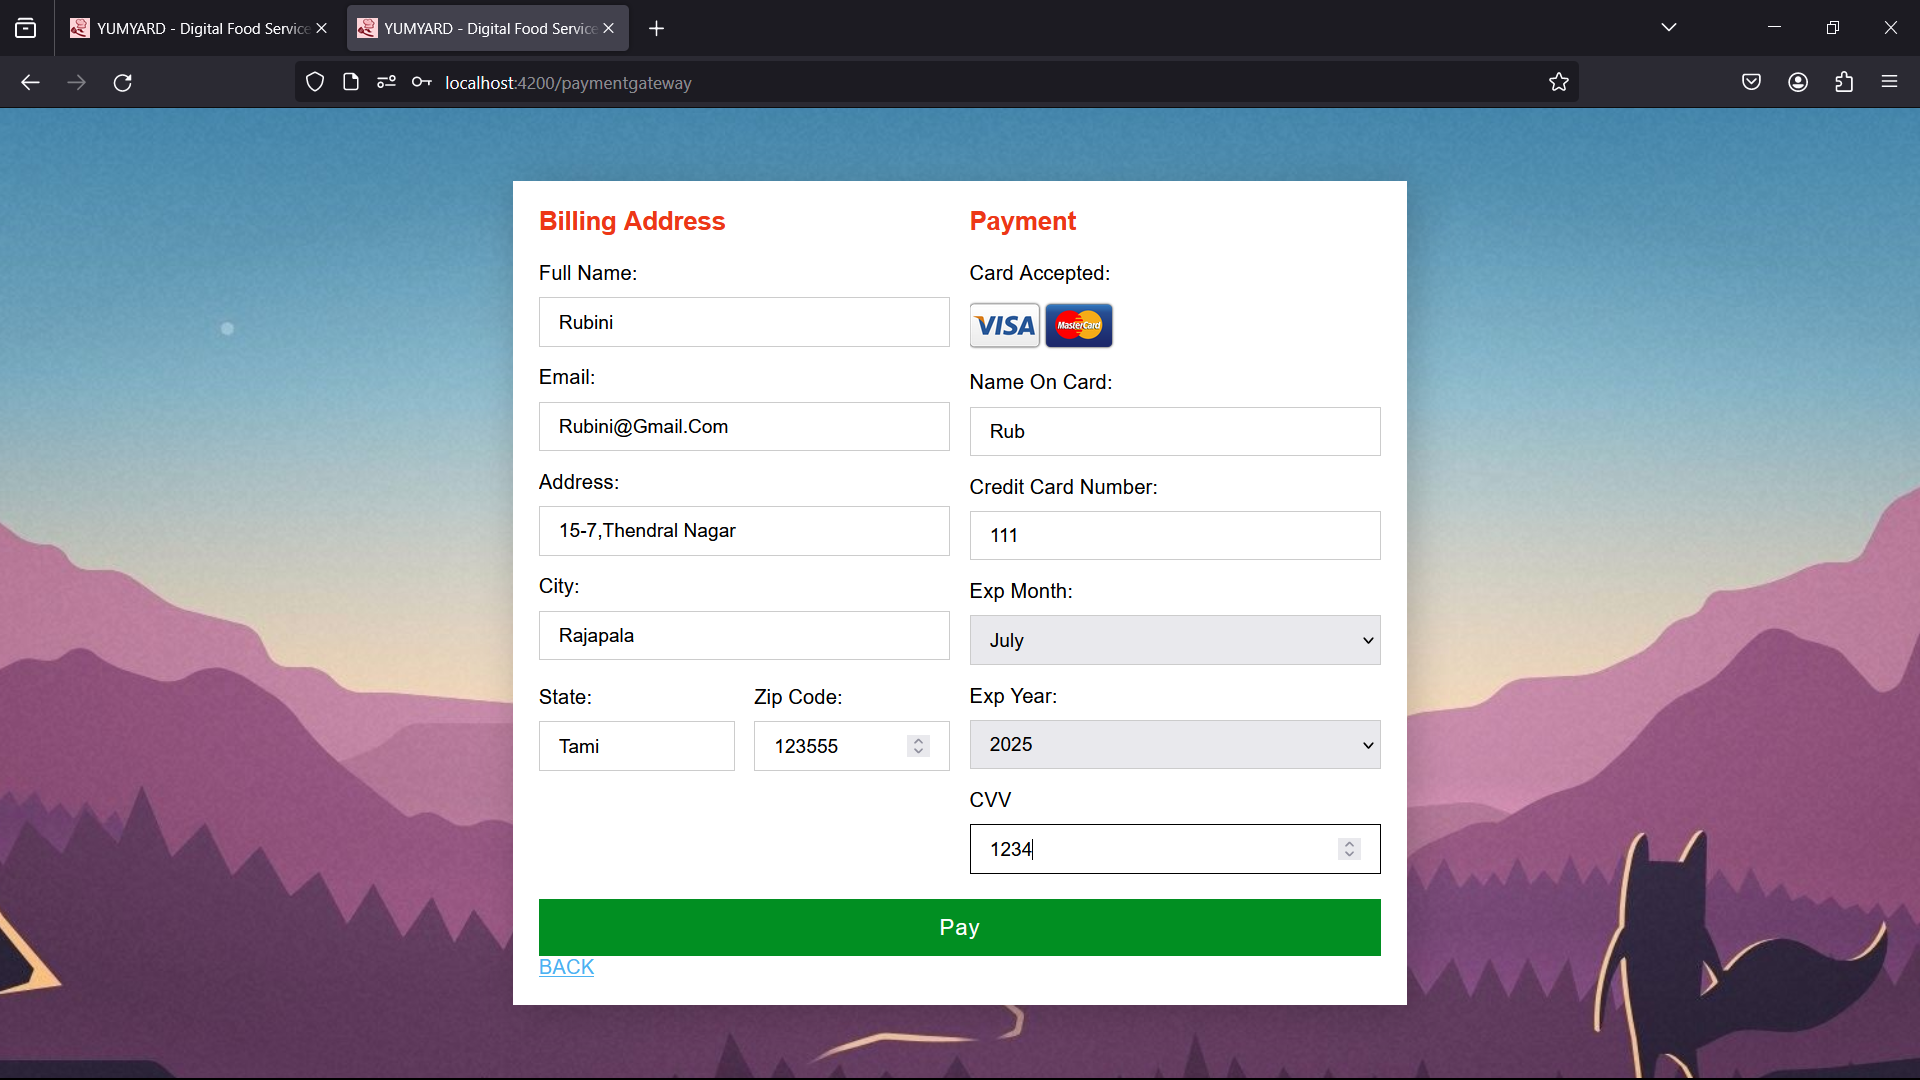 YUMYARD - Digital Food Service
YUMYARD - Digital Food Service
localhost:4200/paymentgateway
Billing Address
Full Name:
Rubini
Email:
Rubini@Gmail.Com
Address:
15-7,Thendral Nagar
City:
Rajapala
State:
Zip Code:
Tami
123555
Payment
Card Accepted:
VISA MasterCard
Name On Card:
Rub
Credit Card Number:
111
Exp Month:
July
Exp Year:
2025
CVV
1234
Pay
BACK